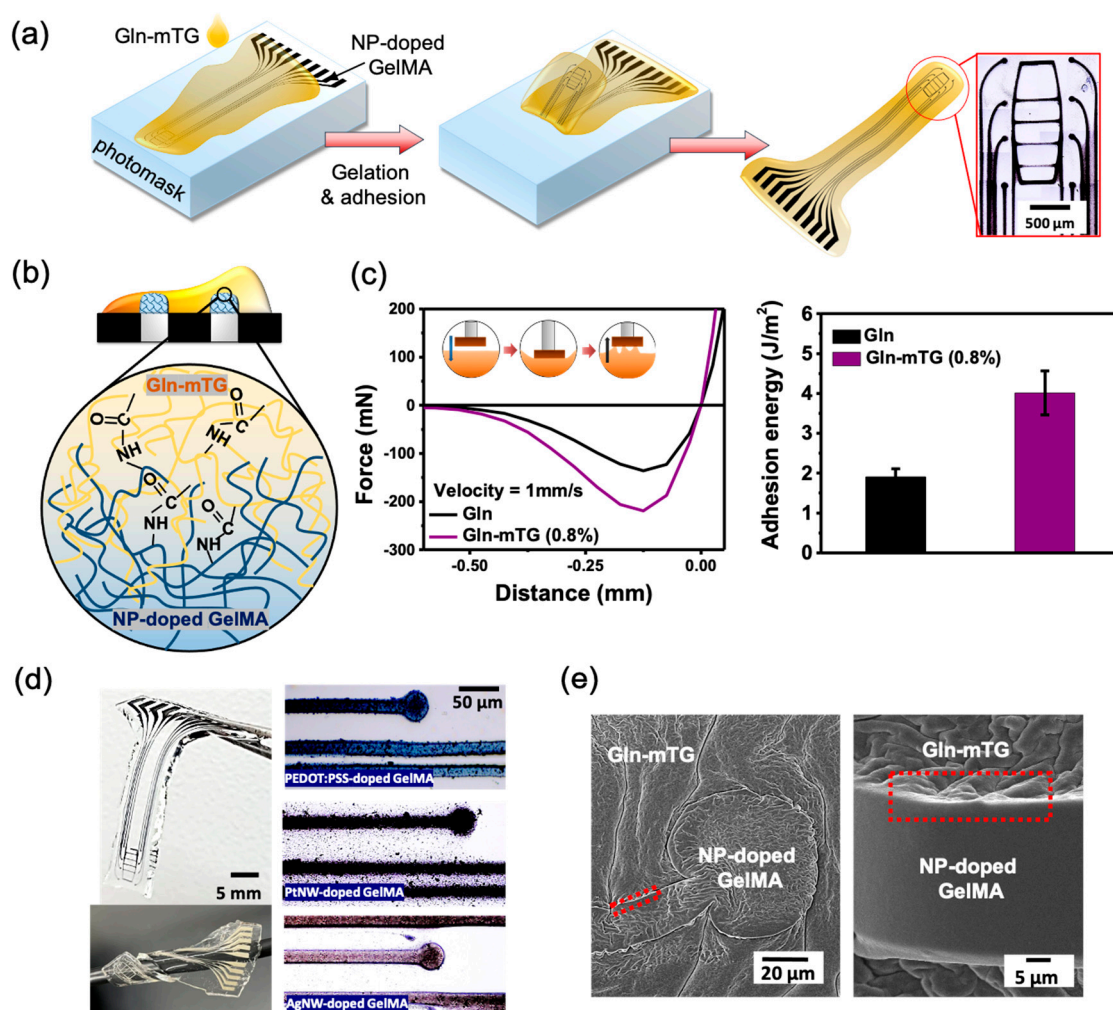 (a)
Gln-mTG
NP-doped
GelMA
photomask
Gelation
& adhesion
500 μm
(b)
Gln-mTG
O
C
NH
O
C
NH
O
C
NH
O
C
NH
NP-doped GelMA
(c)
Force (mN)
200
100
0
-100
-200
-300
Velocity = 1mm/s
Gln
Gln-mTG (0.8%)
-0.50
-0.25
0.00
Distance (mm)
Adhesion energy (J/m²)
6
5
4
3
2
1
0
Gln
Gln-mTG (0.8%)
(d)
5 mm
50 μm
PEDOT:PSS-doped GelMA
PtNW-doped GelMA
AgNW-doped GelMA
(e)
Gln-mTG
NP-doped
GelMA
20 μm
Gln-mTG
NP-doped
GelMA
5 μm